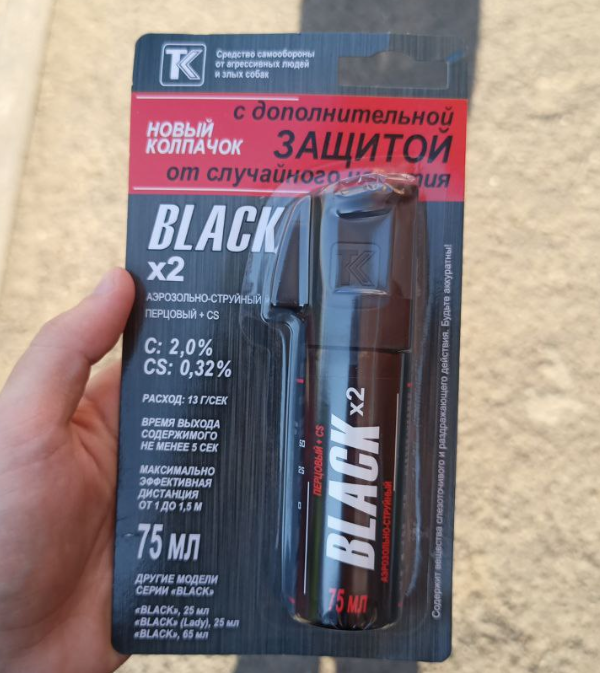 ТК
Средство самообороны
от агрессивных людей
и злых собак
НОВЫЙ
КОЛПАЧОК
с дополнительной
ЗАЩИТОЙ
от случайного
BLACK
x2
АЭРОЗОЛЬНО-СТРУЙНЫЙ
ПЕРЦОВЫЙ + CS
C: 2,0%
CS: 0,32%
РАСХОД: 13 Г/СЕК
ВРЕМЯ ВЫХОДА
СОДЕРЖИМОГО
НЕ МЕНЕЕ 5 СЕК
МАКСИМАЛЬНО
ЭФФЕКТИВНАЯ
ДИСТАНЦИЯ
ОТ 1 ДО 1,5 М
75 МЛ
ДРУГИЕ МОДЕЛИ
СЕРИИ «BLACK»
«BLACK», 25 мл
«BLACK» (Lady), 25 мл
«BLACK», 65 мл
ТК
ПЕРЦОВЫЙ + CS
BLACK x2
АЭРОЗОЛЬНО-СТРУЙНЫЙ
75 МЛ
Содержит вещества слезоточивого и раздражающего действия. Будьте аккуратны!